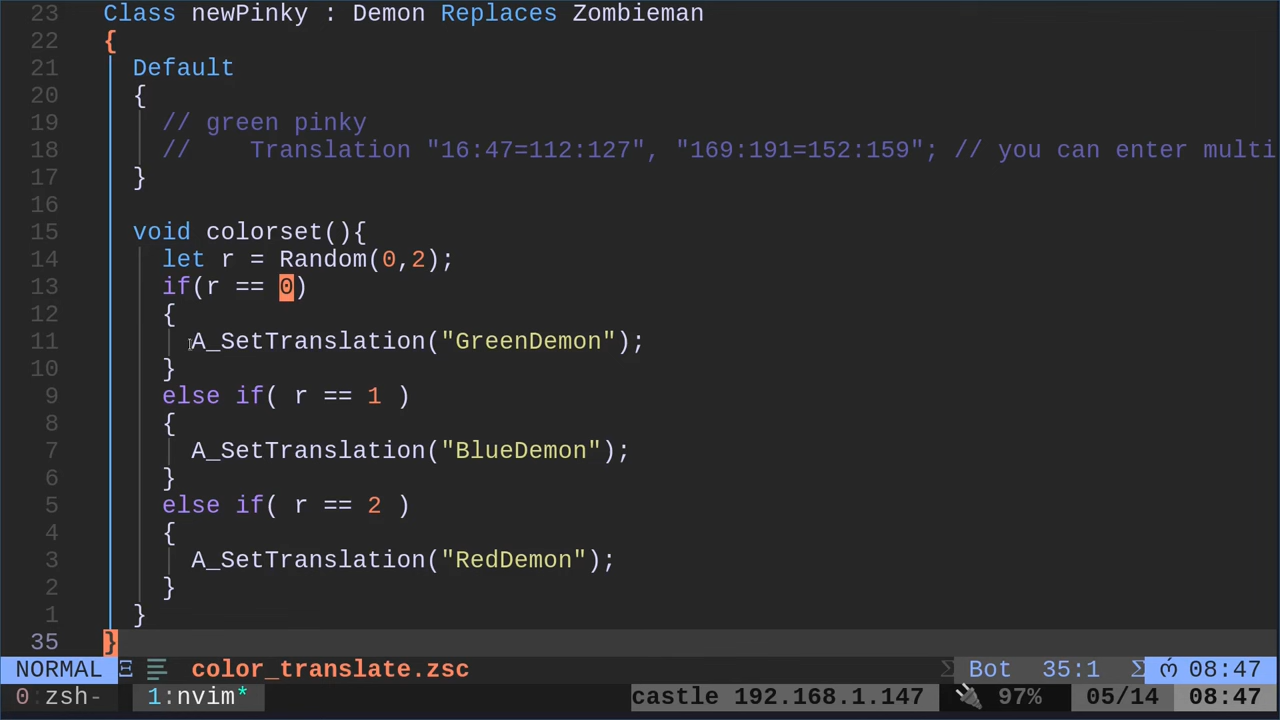 23 Class newPinky : Demon Replaces Zombieman
22 {
21 Default
20 {
19 // green pinky
18 // Translation "16:47=112:127", "169:191=152:159"; // you can enter multi
17 }
16
15 void colorset(){
14 let r = Random(0,2);
13 if(r == 0)
12 {
11 A_SetTranslation("GreenDemon");
10 }
9 else if( r == 1 )
8 {
7 A_SetTranslation("BlueDemon");
6 }
5 else if( r == 2 )
4 {
3 A_SetTranslation("RedDemon");
2 }
1 }
35 }
NORMAL color_translate.zsc Bot 35:1 08:47
0:zsh- 1:nvim* castle 192.168.1.147 97% 05/14 08:47